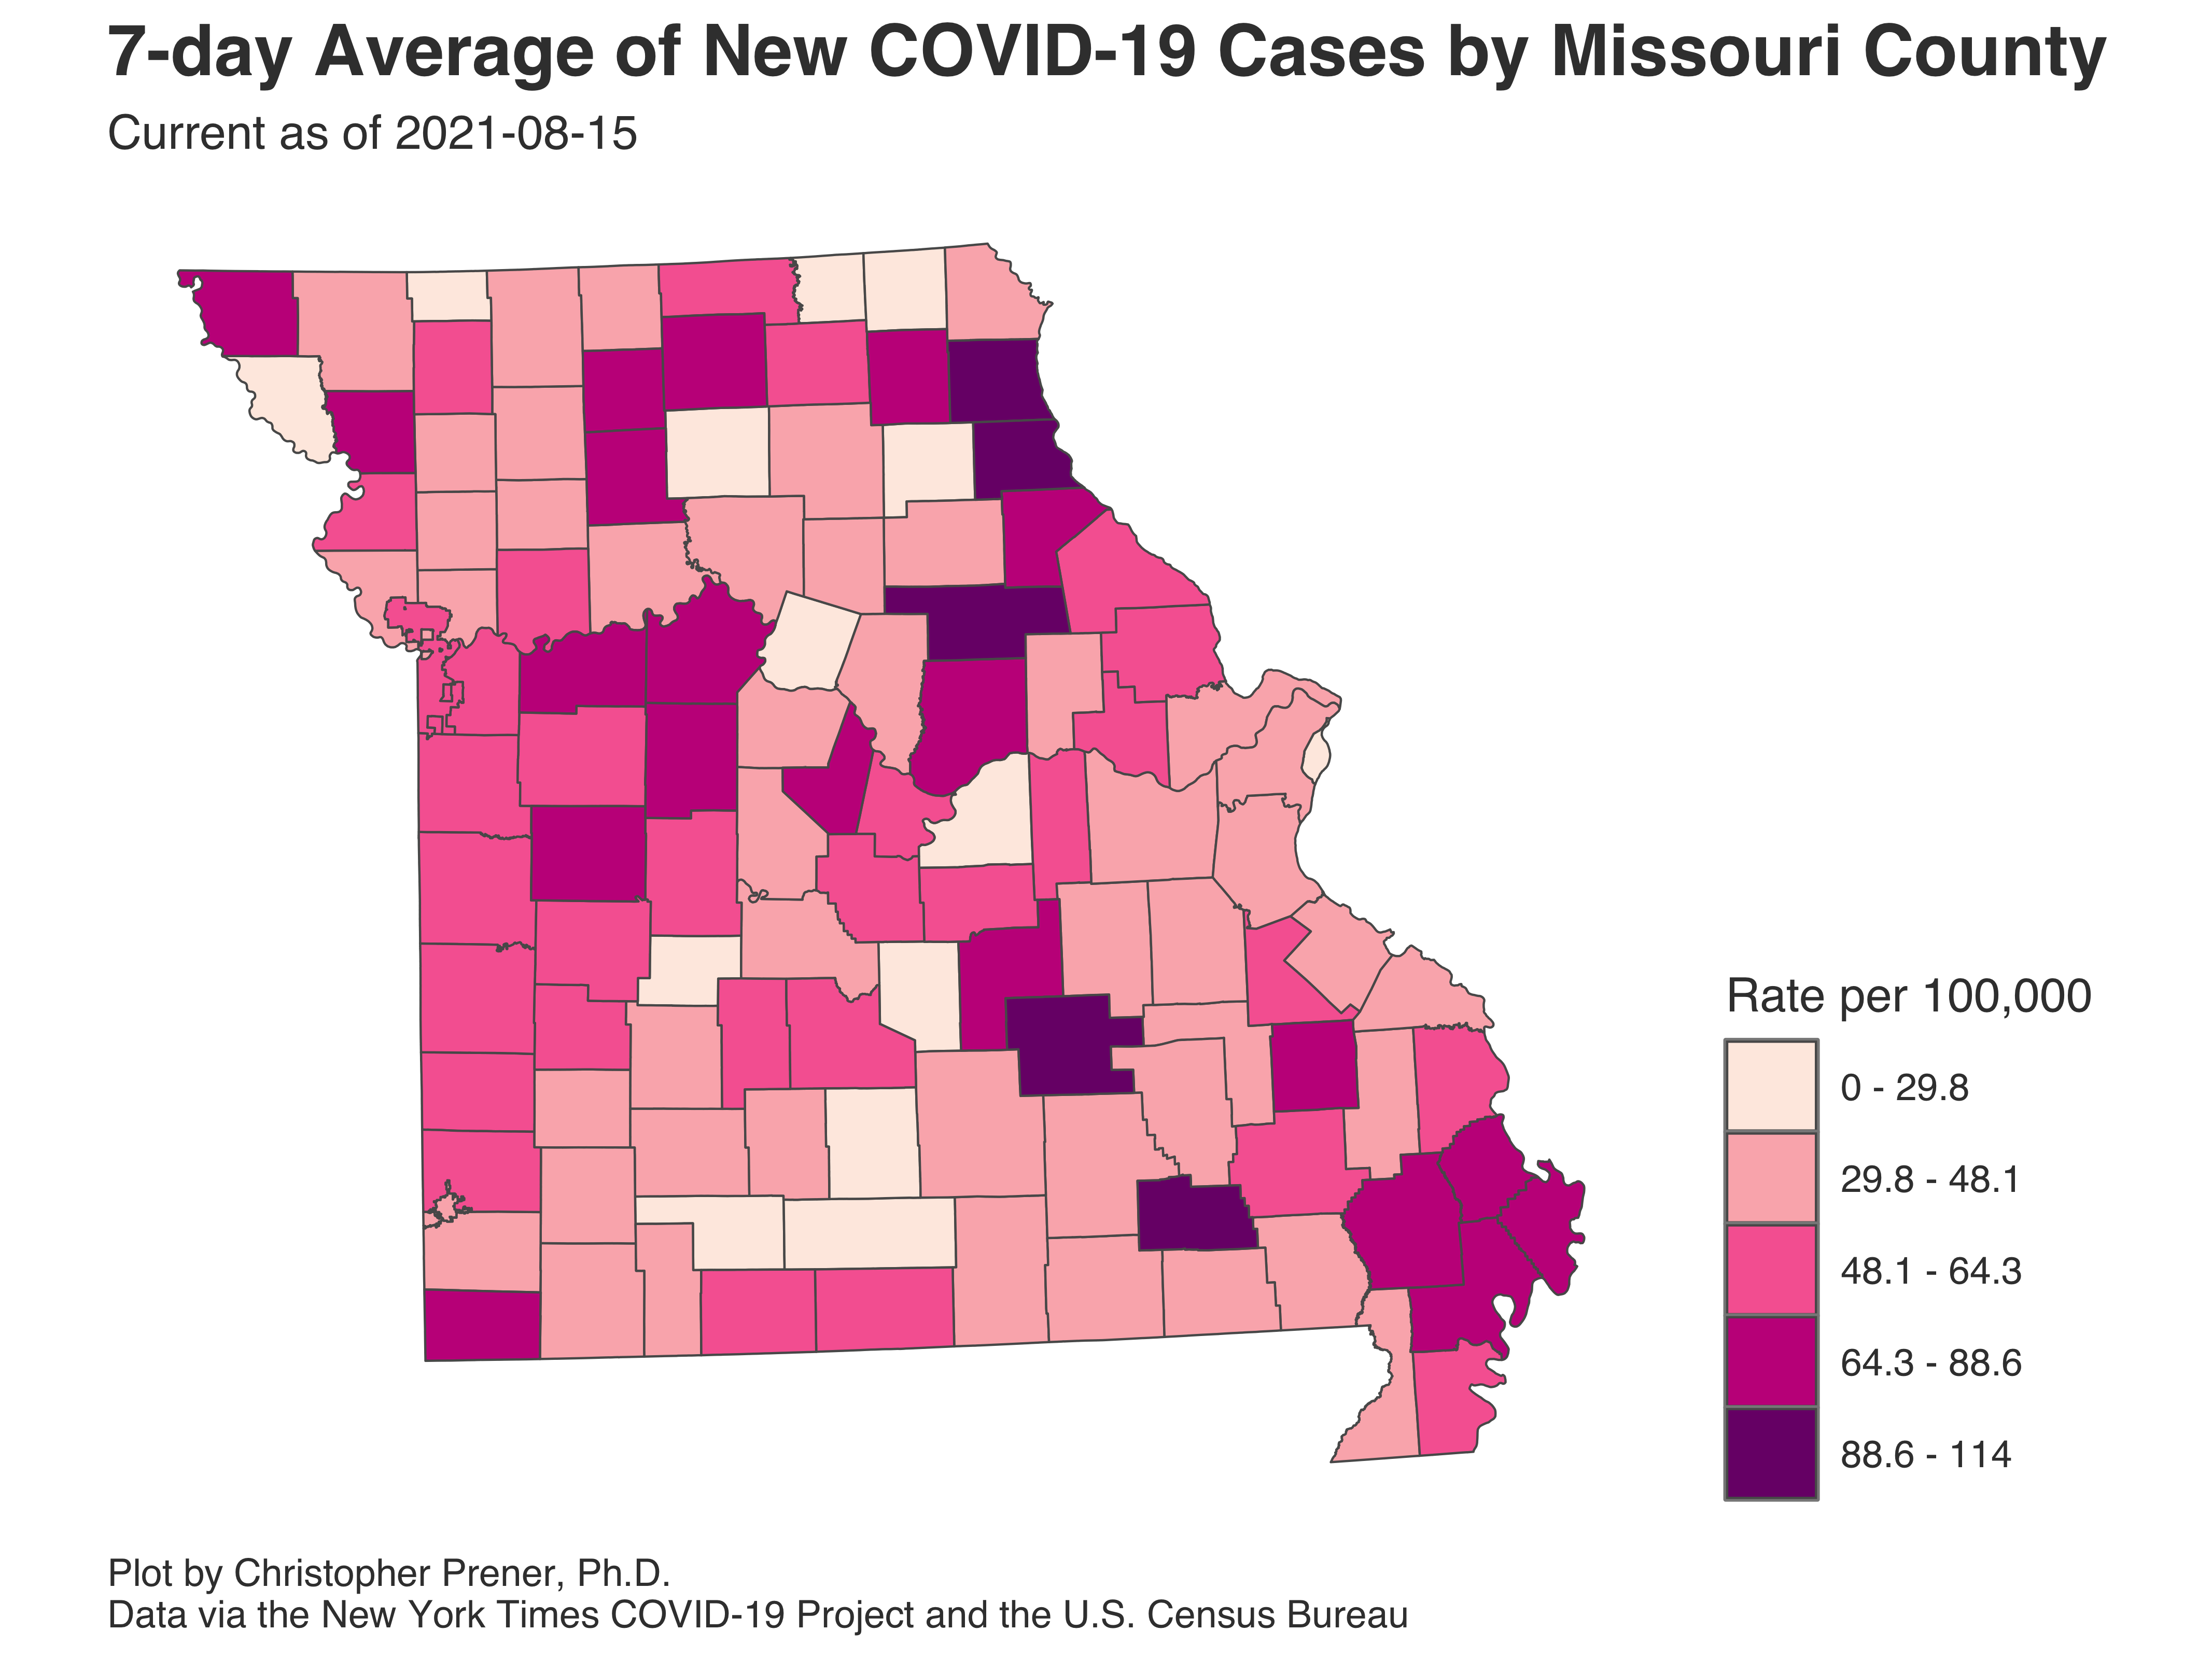 7-day Average of New COVID-19 Cases by Missouri County
Current as of 2021-08-15
Rate per 100,000
0 - 29.8
29.8 - 48.1
48.1 - 64.3
64.3 - 88.6
88.6 - 114
Plot by Christopher Prener, Ph.D.
Data via the New York Times COVID-19 Project and the U.S. Census Bureau